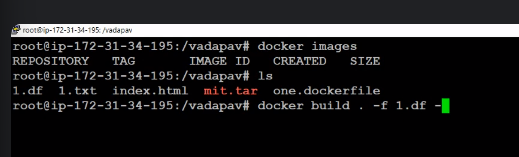 root@ip-172-31-34-195: /vadapav
root@ip-172-31-34-195:/vadapav# docker images
REPOSITORY   TAG       IMAGE ID   CREATED   SIZE
root@ip-172-31-34-195:/vadapav# ls
1.df  1.txt  index.html  mit.tar  one.dockerfile
root@ip-172-31-34-195:/vadapav# docker build . -f 1.df -